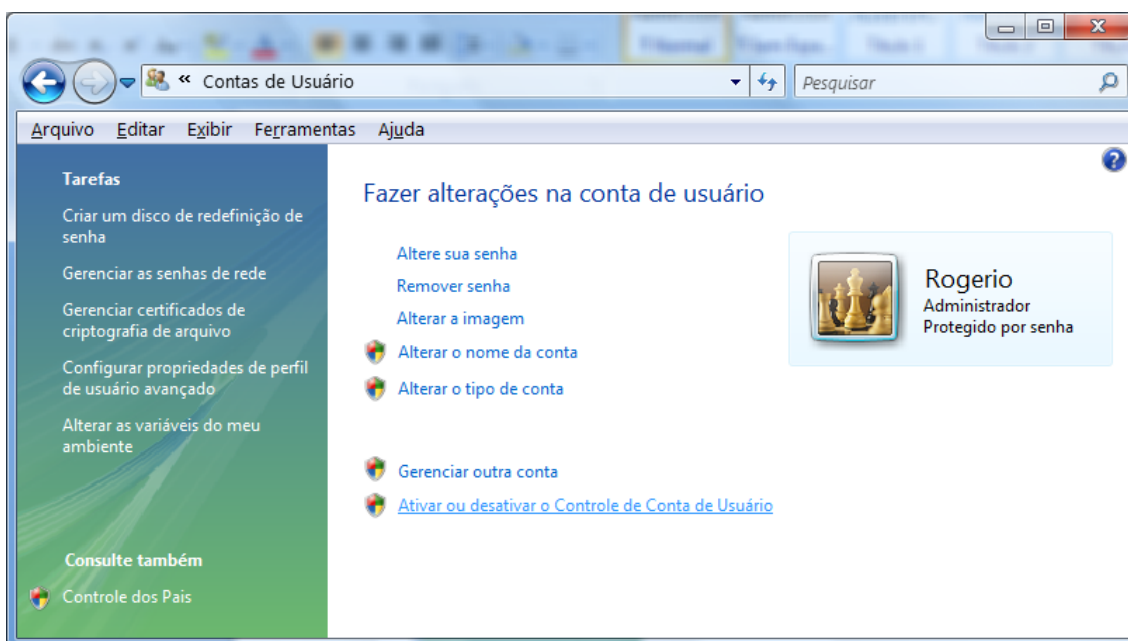 « Contas de Usuário
Pesquisar
Arquivo Editar Exibir Ferramentas Ajuda
Tarefas
Criar um disco de redefinição de
senha
Gerenciar as senhas de rede
Gerenciar certificados de
criptografia de arquivo
Configurar propriedades de perfil
de usuário avançado
Alterar as variáveis do meu
ambiente
Consulte também
Controle dos Pais
Fazer alterações na conta de usuário
Altere sua senha
Remover senha
Alterar a imagem
Alterar o nome da conta
Alterar o tipo de conta
Gerenciar outra conta
Ativar ou desativar o Controle de Conta de Usuário
Rogerio
Administrador
Protegido por senha